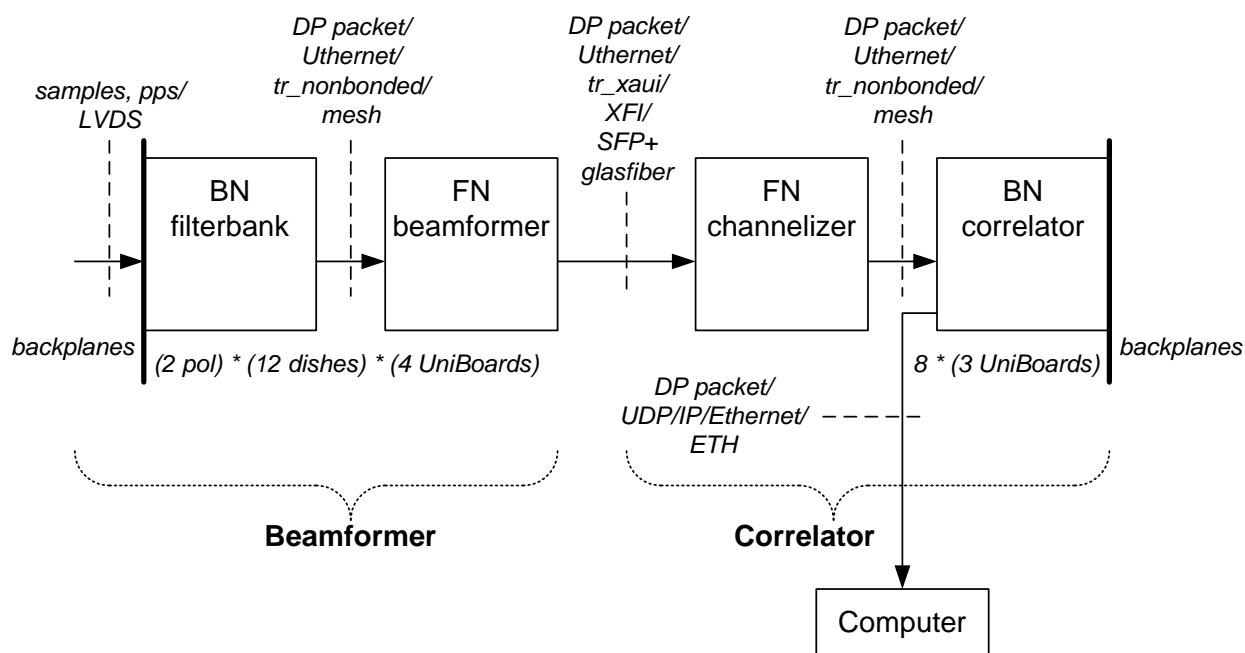 DP packet/
Uthernet/
tr_nonbonded/
mesh
DP packet/
Uthernet/
tr_xaui/
XFI/
SFP+
glasfiber
DP packet/
Uthernet/
tr_nonbonded/
mesh
samples, pps/
LVDS
BN
filterbank
FN
beamformer
FN
channelizer
BN
correlator
backplanes
(2 pol) * (12 dishes) * (4 UniBoards)
8 * (3 UniBoards)
backplanes
DP packet/
UDP/IP/Ethernet/
ETH
Beamformer
Correlator
Computer